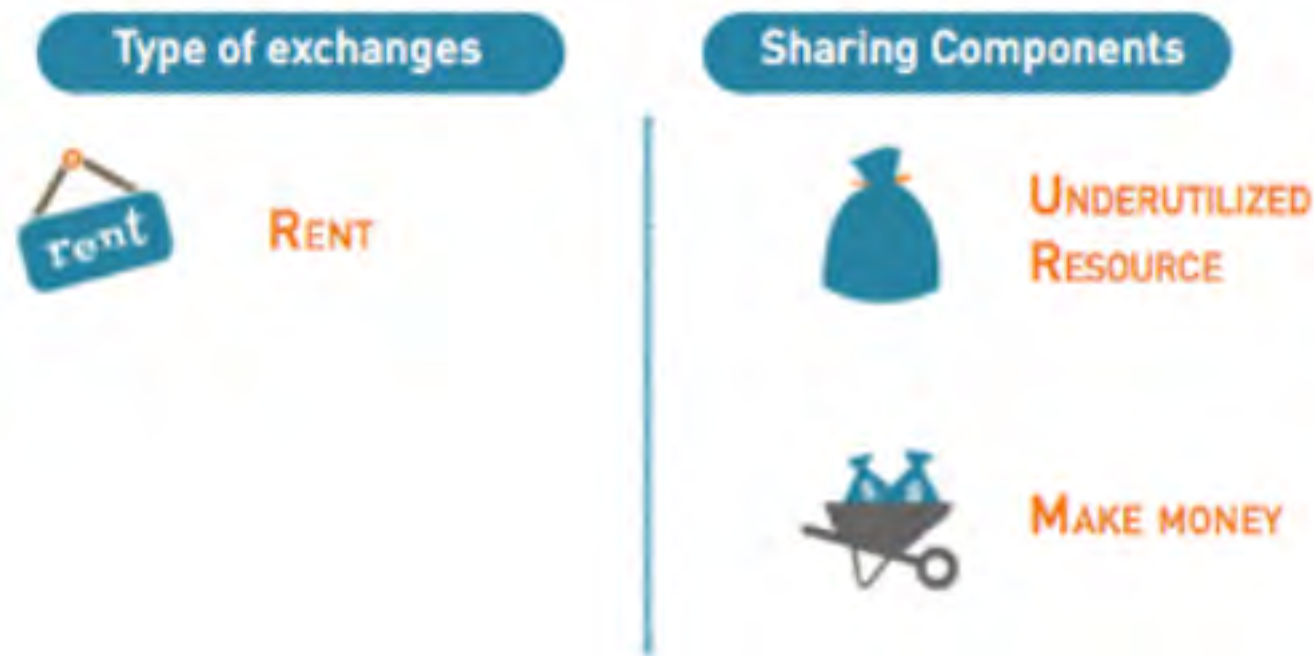 Type of exchanges
Sharing Components
rent
RENT
UNDERUTILIZED
RESOURCE
MAKE MONEY